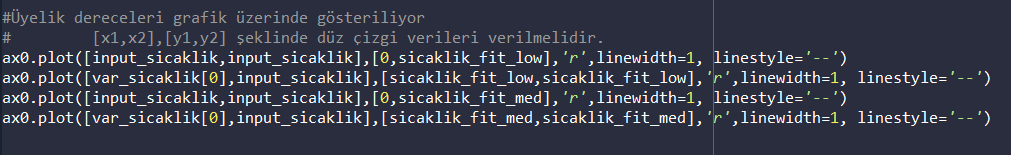 #Üyelik dereceleri grafik üzerinde gösteriliyor
#        [x1,x2],[y1,y2] şeklinde düz çizgi verileri verilmelidir.
ax0.plot([input_sicaklik,input_sicaklik],[0,sicaklik_fit_low],'r',linewidth=1, linestyle='--')
ax0.plot([var_sicaklik[0],input_sicaklik],[sicaklik_fit_low,sicaklik_fit_low],'r',linewidth=1, linestyle='--')
ax0.plot([input_sicaklik,input_sicaklik],[0,sicaklik_fit_med],'r',linewidth=1, linestyle='--')
ax0.plot([var_sicaklik[0],input_sicaklik],[sicaklik_fit_med,sicaklik_fit_med],'r',linewidth=1, linestyle='--')